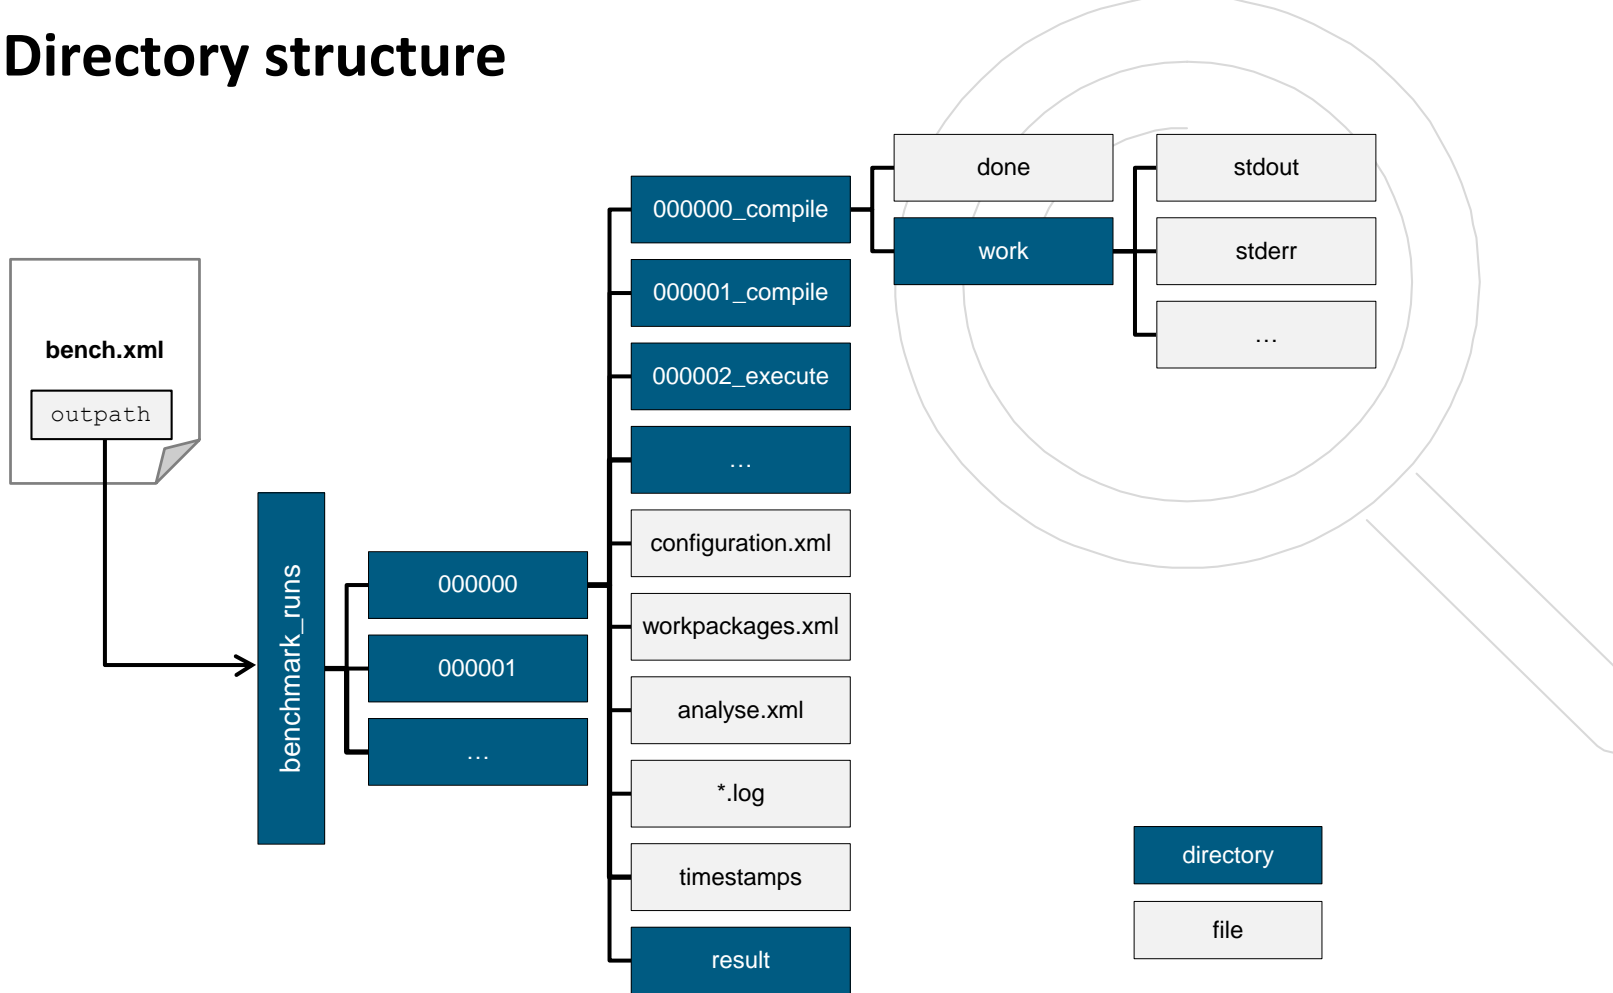 Directory structure
bench.xml
outpath
benchmark_runs
000000
000001
…
000000_compile
000001_compile
000002_execute
…
configuration.xml
workpackages.xml
analyse.xml
*.log
timestamps
result
done
work
stdout
stderr
…
directory
file